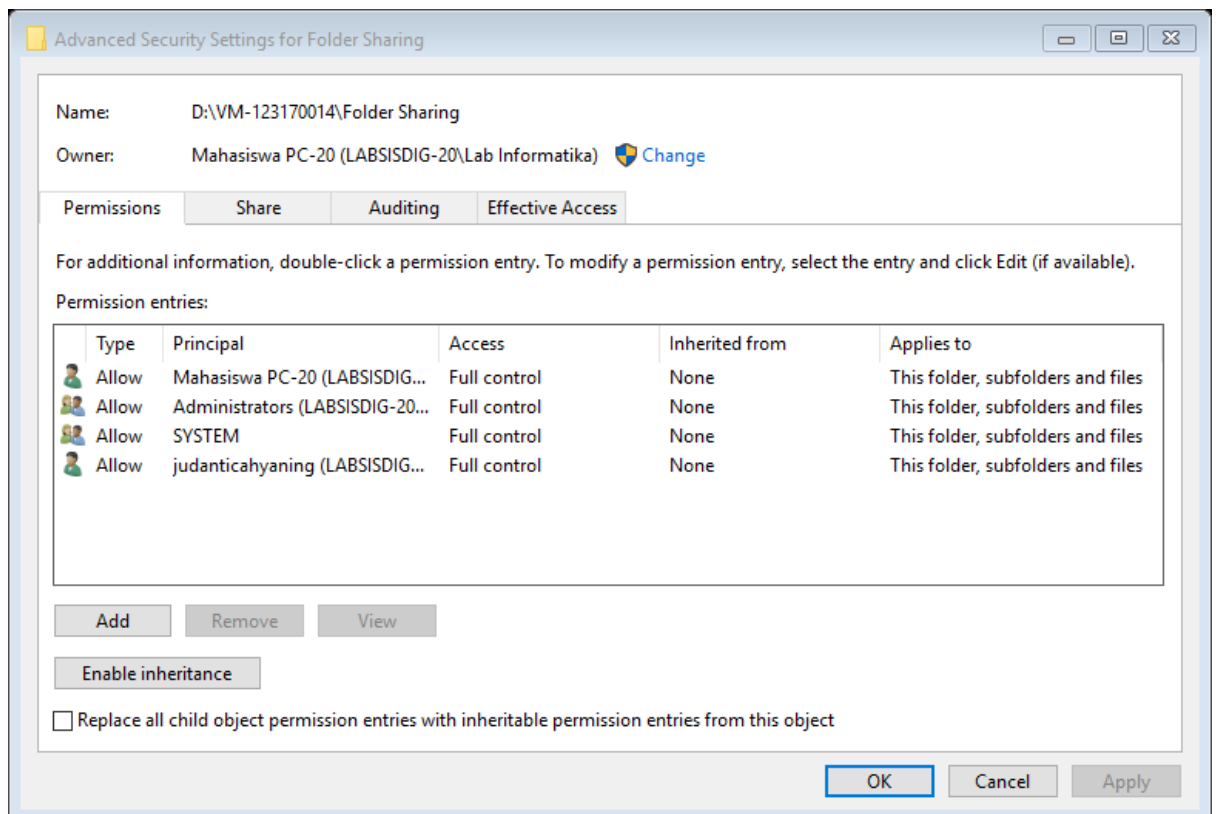 Advanced Security Settings for Folder Sharing
Name: D:\VM-123170014\Folder Sharing
Owner: Mahasiswa PC-20 (LABSISDIG-20\Lab Informatika) Change
Permissions Share Auditing Effective Access
For additional information, double-click a permission entry. To modify a permission entry, select the entry and click Edit (if available).
Permission entries:
Type Principal Access Inherited from Applies to
Allow Mahasiswa PC-20 (LABSISDIG... Full control None This folder, subfolders and files
Allow Administrators (LABSISDIG-20... Full control None This folder, subfolders and files
Allow SYSTEM Full control None This folder, subfolders and files
Allow judanticahyaning (LABSISDIG... Full control None This folder, subfolders and files
Add Remove View
Enable inheritance
Replace all child object permission entries with inheritable permission entries from this object
OK Cancel Apply